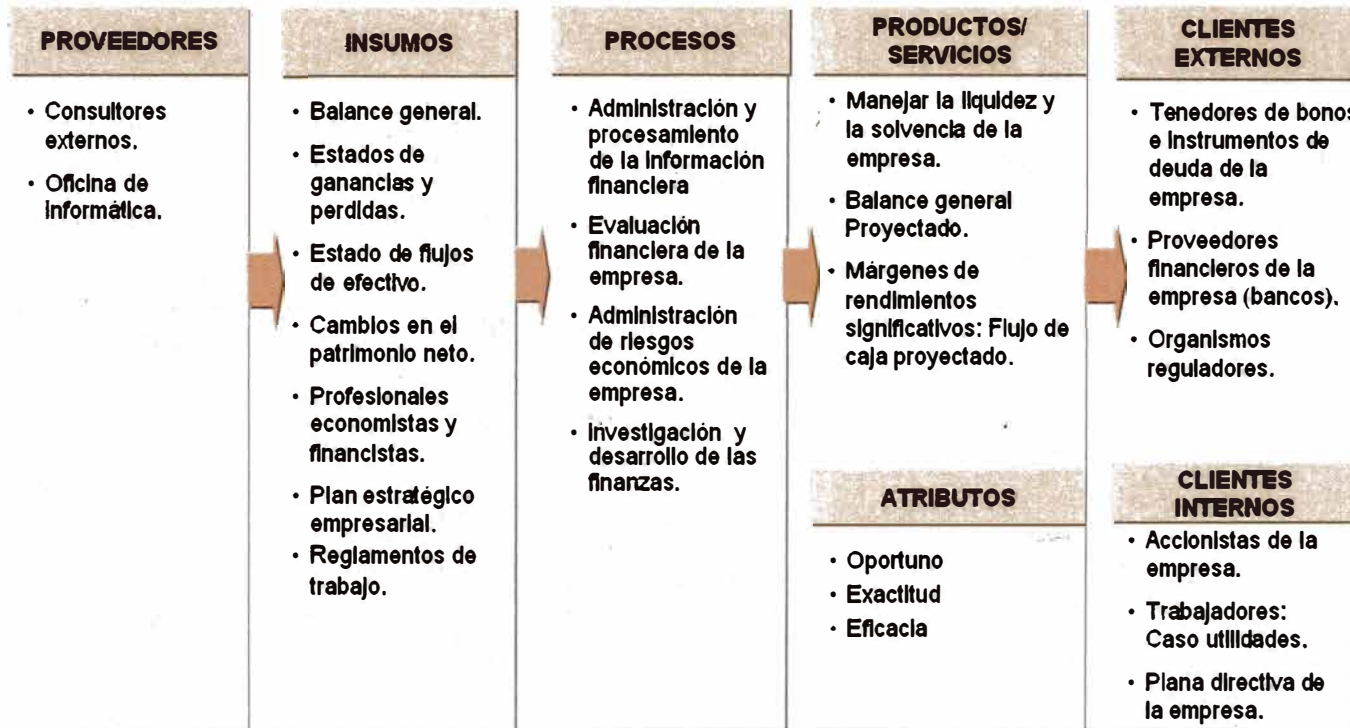 PROVEEDORES
• Consultores
externos.
• Oficina de
informática.
INSUMOS
• Balance general.
• Estados de
ganancias y
perdidas.
• Estado de flujos
de efectivo.
• Cambios en el
patrimonio neto.
• Profesionales
economistas y
financistas.
• Plan estratégico
empresarial.
• Reglamentos de
trabajo.
PROCESOS
• Administración y
procesamiento
de la información
financiera
• Evaluación
financiera de la
empresa.
• Administración
de riesgos
económicos de la
empresa.
• Investigación y
desarrollo de las
finanzas.
PRODUCTOS/
SERVICIOS
• Manejar la liquidez y
la solvencia de la
empresa.
• Balance general
Proyectado.
• Márgenes de
rendimientos
significativos: Flujo de
caja proyectado.
ATRIBUTOS
• Oportuno
• Exactitud
• Eficacia
CLIENTES
EXTERNOS
• Tenedores de bonos
e instrumentos de
deuda de la
empresa.
• Proveedores
financieros de la
empresa (bancos).
• Organismos
reguladores.
CLIENTES
INTERNOS
• Accionistas de la
empresa.
• Trabajadores:
Caso utilidades.
• Plana directiva de
la empresa.